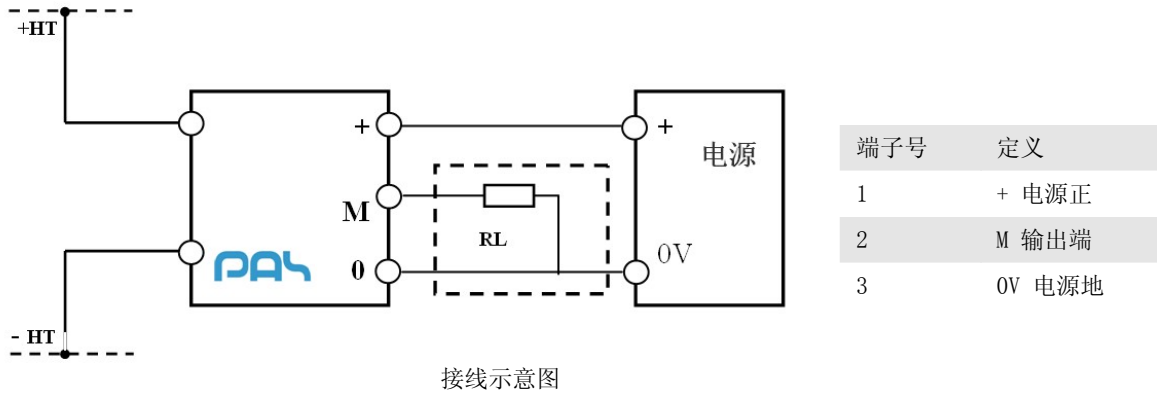 +HT
+
+
电源
M
RL
PAS
0
0V
- HT
接线示意图
端子号 定义
1 + 电源正
2 M 输出端
3 0V 电源地